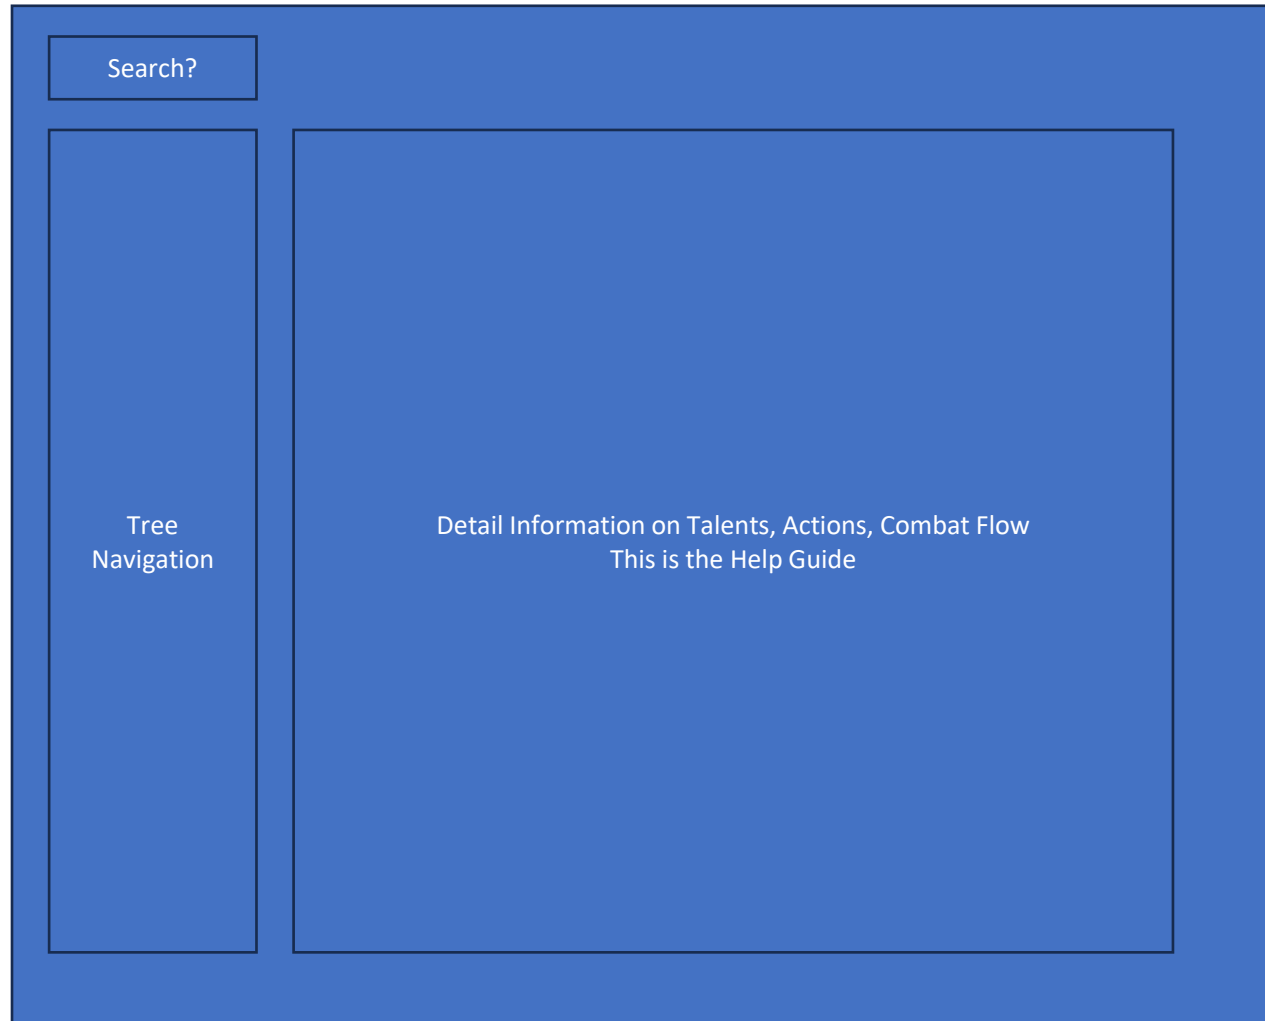 Search?
Tree
Navigation
Detail Information on Talents, Actions, Combat Flow
This is the Help Guide